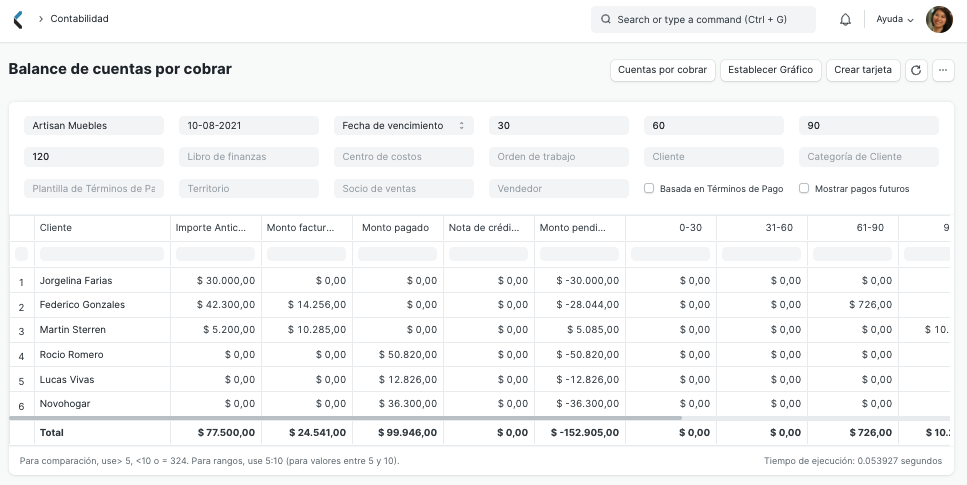 Contabilidad
Search or type a command (Ctrl + G)
Ayuda
Balance de cuentas por cobrar
Cuentas por cobrar
Establecer Gráfico
Crear tarjeta
Artisan Muebles 10-08-2021 Fecha de vencimiento 30 60 90
120 Libro de finanzas Centro de costos Orden de trabajo Cliente Categoría de Cliente
Plantilla de Términos de Pa Territorio Socio de ventas Vendedor Basada en Términos de Pago Mostrar pagos futuros
Cliente Importe Antic... Monto factur... Monto pagado Nota de crédi... Monto pendi... 0-30 31-60 61-90 9
1 Jorgelina Farias $ 30.000,00 $ 0,00 $ 0,00 $ 0,00 $ -30.000,00 $ 0,00 $ 0,00 $ 0,00
2 Federico Gonzales $ 42.300,00 $ 14.256,00 $ 0,00 $ 0,00 $ -28.044,00 $ 0,00 $ 0,00 $ 726,00
3 Martin Sterren $ 5.200,00 $ 10.285,00 $ 0,00 $ 0,00 $ 5.085,00 $ 0,00 $ 0,00 $ 0,00 $ 10.
4 Rocio Romero $ 0,00 $ 0,00 $ 50.820,00 $ 0,00 $ -50.820,00 $ 0,00 $ 0,00 $ 0,00
5 Lucas Vivas $ 0,00 $ 0,00 $ 12.826,00 $ 0,00 $ -12.826,00 $ 0,00 $ 0,00 $ 0,00
6 Novohogar $ 0,00 $ 0,00 $ 36.300,00 $ 0,00 $ -36.300,00 $ 0,00 $ 0,00 $ 0,00
Total $ 77.500,00 $ 24.541,00 $ 99.946,00 $ 0,00 $ -152.905,00 $ 0,00 $ 0,00 $ 726,00 $ 10.
Para comparación, use> 5, <10 o = 324. Para rangos, use 5:10 (para valores entre 5 y 10).
Tiempo de ejecución: 0.053927 segundos